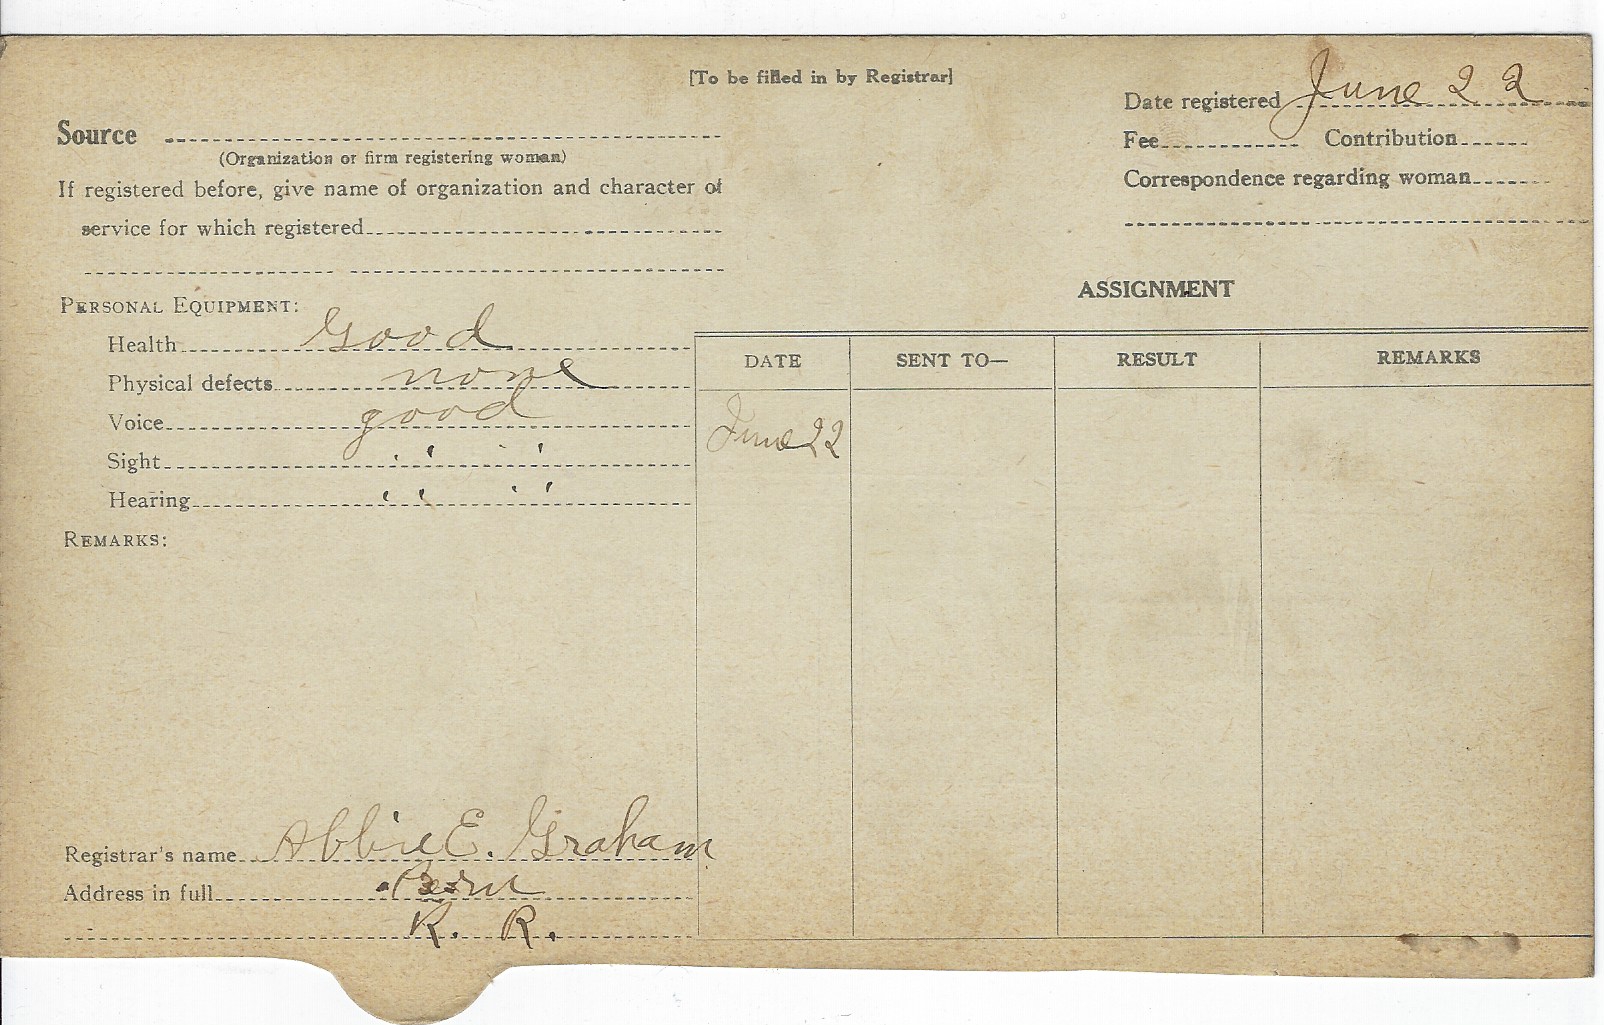 [To be filled in by Registrar]
Date registered June 22
Fee Contribution
Correspondence regarding woman
Source
(Organization or firm registering woman)
If registered before, give name of organization and character of
service for which registered
PERSONAL EQUIPMENT:
Health Good
Physical defects none
Voice good
Sight " "
Hearing " "
REMARKS:
Registrar's name Abbie E. Graham
Address in full
R. R.
ASSIGNMENT
DATE SENT TO— RESULT REMARKS
June 22